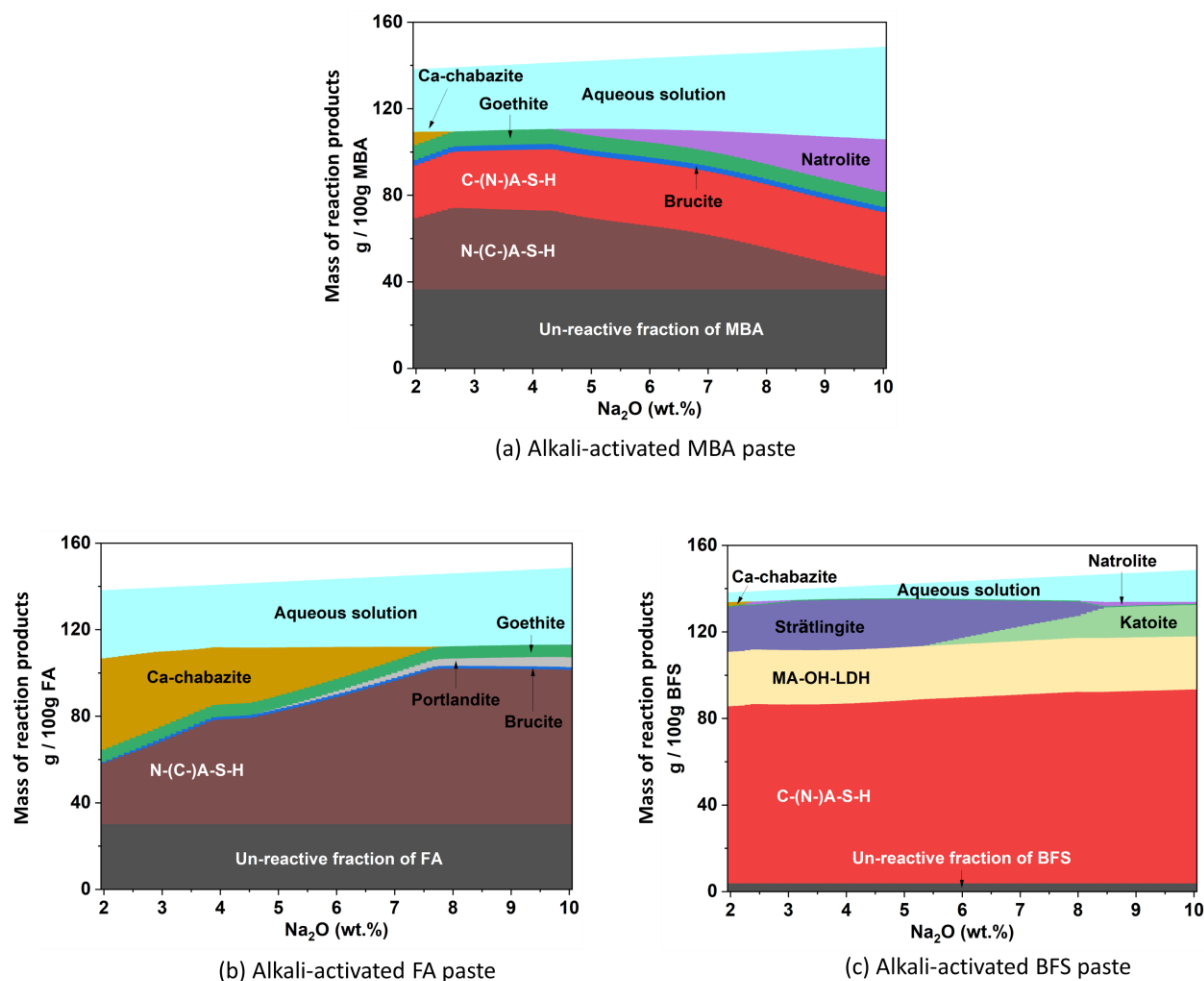 160
120
80
40
0
Mass of reaction products
g / 100g MBA
Ca-chabazite
Goethite
Aqueous solution
Natrolite
C-(N-)A-S-H
Brucite
N-(C-)A-S-H
Un-reactive fraction of MBA
2 3 4 5 6 7 8 9 10
Na₂O (wt.%)
(a) Alkali-activated MBA paste
160
120
80
40
0
Mass of reaction products
g / 100g FA
Aqueous solution
Goethite
Ca-chabazite
Portlandite
Brucite
N-(C-)A-S-H
Un-reactive fraction of FA
2 3 4 5 6 7 8 9 10
Na₂O (wt.%)
(b) Alkali-activated FA paste
160
120
80
40
0
Mass of reaction products
g / 100g BFS
Natrolite
Ca-chabazite
Aqueous solution
Strätlingite
Katoite
MA-OH-LDH
C-(N-)A-S-H
Un-reactive fraction of BFS
2 3 4 5 6 7 8 9 10
Na₂O (wt.%)
(c) Alkali-activated BFS paste